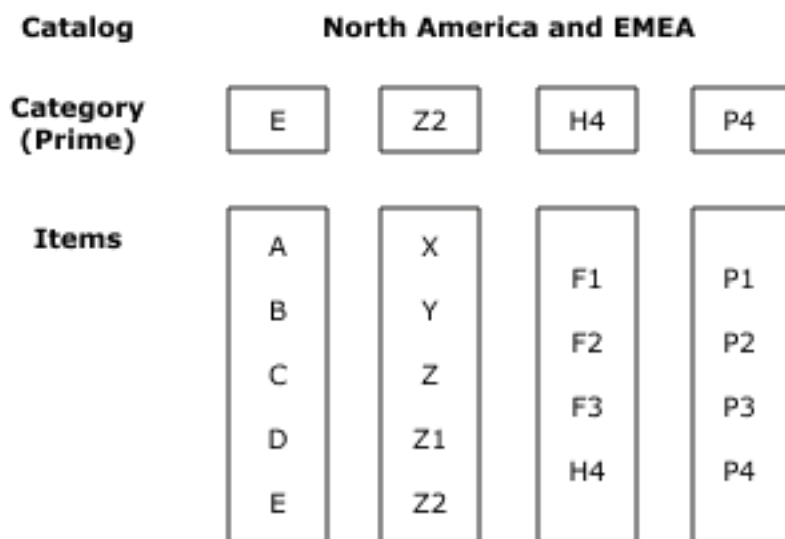 Catalog North America and EMEA
Category (Prime) E Z2 H4 P4
Items
A X
F1 P1
B Y
F2 P2
C Z
F3 P3
D Z1
H4 P4
E Z2